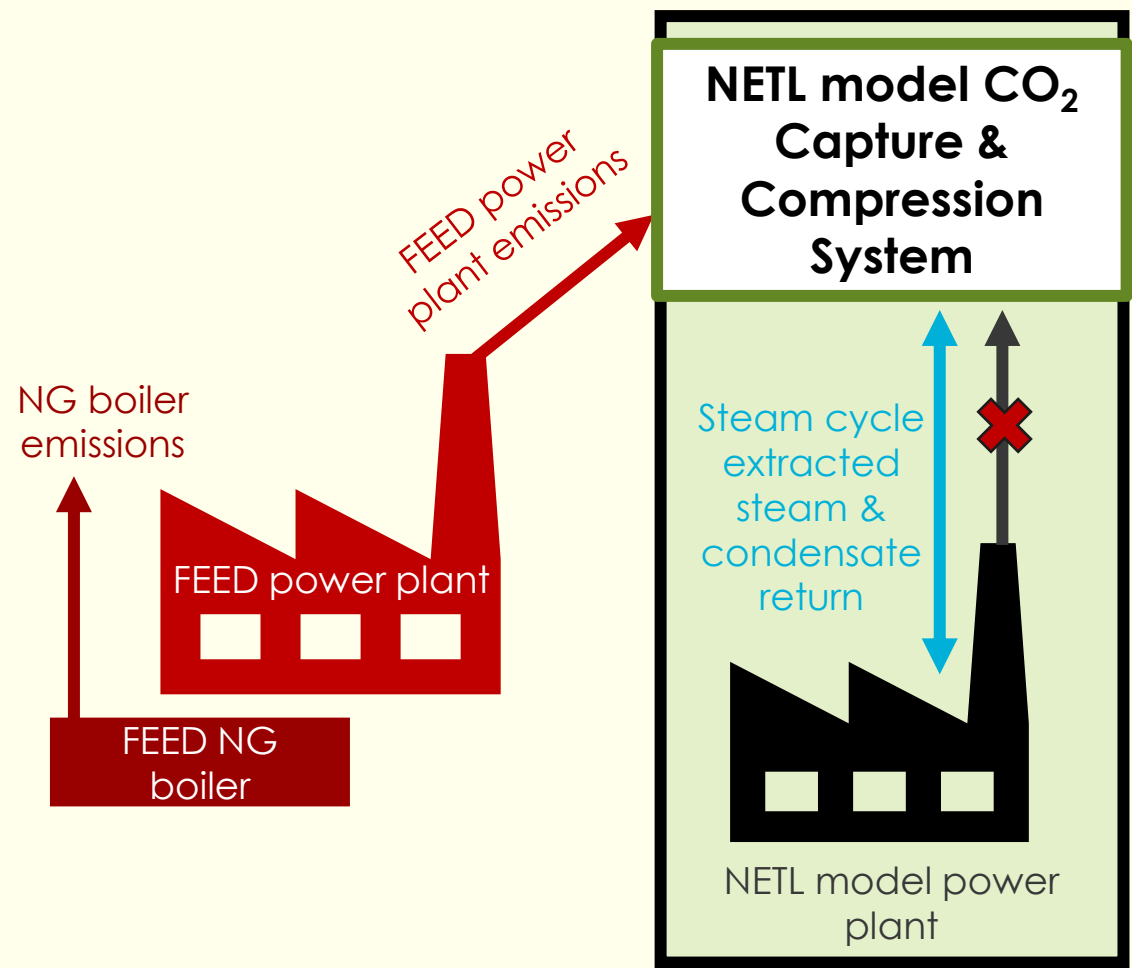 NETL model CO₂
Capture &
Compression
System
FEED power
plant emissions
NG boiler
emissions
Steam cycle
extracted
steam &
condensate
return
FEED power plant
FEED NG
boiler
NETL model power
plant